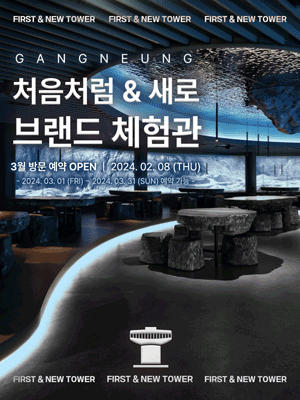 FIRST & NEW TOWER FIRST & NEW TOWER FIRST & NEW TOWER
GANGNEUNG
처음처럼 & 새로
브랜드 체험관
3월 방문 예약 OPEN | 2024. 02. 08 (THU)
- 2024. 03. 01 (FRI) ~ 2024. 03. 31 (SUN) 예약 가능 -
FIRST & NEW TOWER FIRST & NEW TOWER FIRST & NEW TOWER